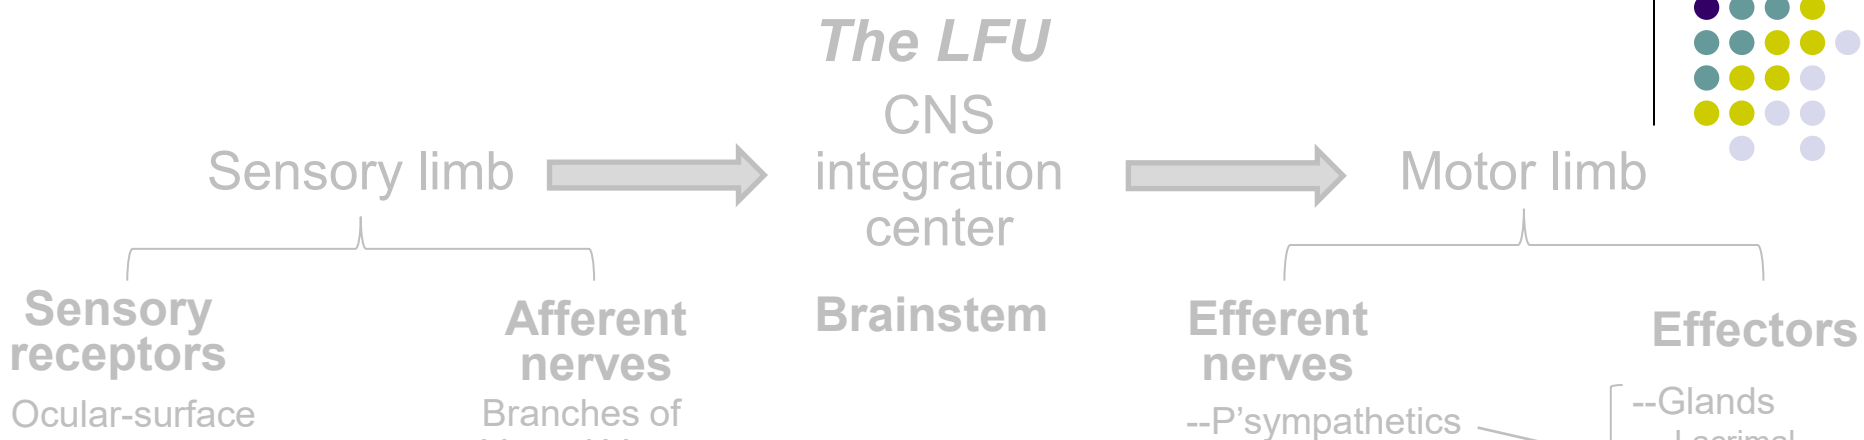 The LFU
CNS
integration
center
Sensory limb
Motor limb
Sensory
receptors
Ocular-surface
Afferent
nerves
Branches of
Brainstem
Efferent
nerves
--P'sympathetics
Effectors
--Glands
Lacrimal